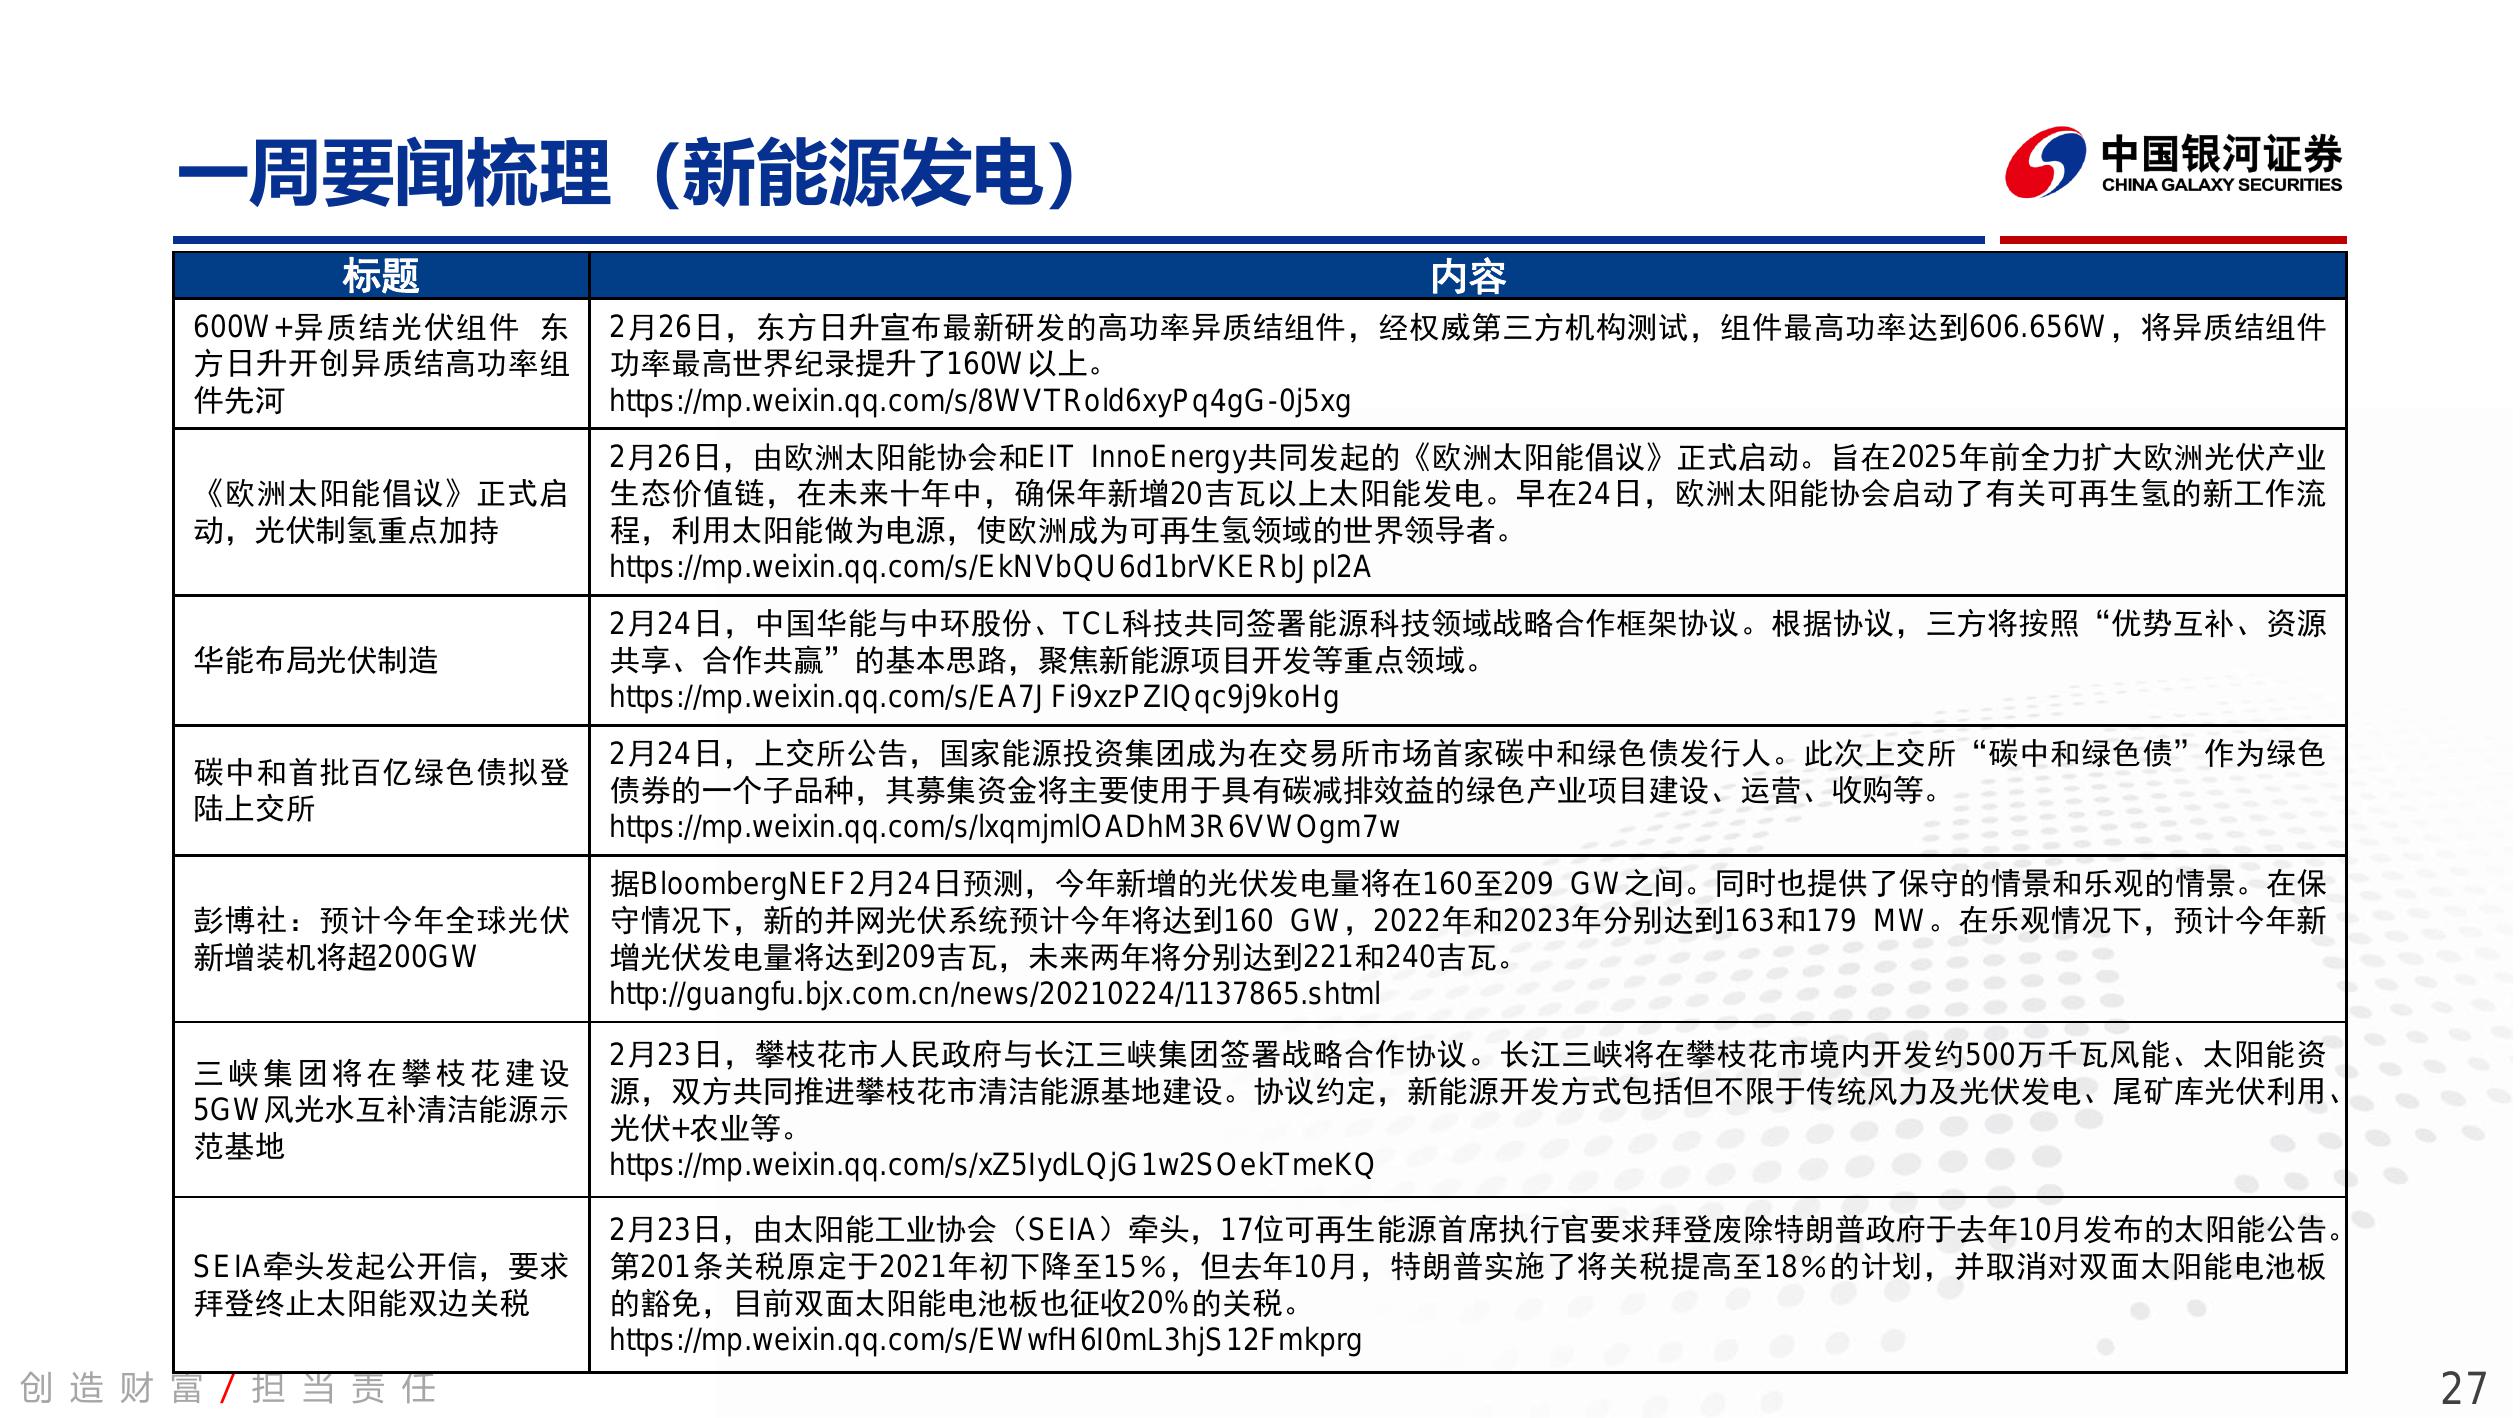 一周要闻梳理（新能源发电）
中国银河证券
CHINA GALAXY SECURITIES
标题
内容
600W+异质结光伏组件 东
方日升开创异质结高功率组
件先河
2月26日，东方日升宣布最新研发的高功率异质结组件，经权威第三方机构测试，组件最高功率达到606.656W，将异质结组件
功率最高世界纪录提升了160W以上。
https://mp.weixin.qq.com/s/8WVTRold6xyPq4gG-0j5xg
《欧洲太阳能倡议》正式启
动，光伏制氢重点加持
2月26日，由欧洲太阳能协会和EIT InnoEnergy共同发起的《欧洲太阳能倡议》正式启动。旨在2025年前全力扩大欧洲光伏产业
生态价值链，在未来十年中，确保年新增20吉瓦以上太阳能发电。早在24日，欧洲太阳能协会启动了有关可再生氢的新工作流
程，利用太阳能做为电源，使欧洲成为可再生氢领域的世界领导者。
https://mp.weixin.qq.com/s/EkNVbQU6d1brVKERbJpl2A
华能布局光伏制造
2月24日，中国华能与中环股份、TCL科技共同签署能源科技领域战略合作框架协议。根据协议，三方将按照“优势互补、资源
共享、合作共赢”的基本思路，聚焦新能源项目开发等重点领域。
https://mp.weixin.qq.com/s/EA7JFi9xzPZIQqc9j9koHg
碳中和首批百亿绿色债拟登
陆上交所
2月24日，上交所公告，国家能源投资集团成为在交易所市场首家碳中和绿色债发行人。此次上交所“碳中和绿色债”作为绿色
债券的一个子品种，其募集资金将主要使用于具有碳减排效益的绿色产业项目建设、运营、收购等。
https://mp.weixin.qq.com/s/lxqmjmlOADhM3R6VWOgm7w
彭博社：预计今年全球光伏
新增装机将超200GW
据BloombergNEF2月24日预测，今年新增的光伏发电量将在160至209 GW之间。同时也提供了保守的情景和乐观的情景。在保
守情况下，新的并网光伏系统预计今年将达到160 GW，2022年和2023年分别达到163和179 MW。在乐观情况下，预计今年新
增光伏发电量将达到209吉瓦，未来两年将分别达到221和240吉瓦。
http://guangfu.bjx.com.cn/news/20210224/1137865.shtml
三峡集团将在攀枝花建设
5GW风光水互补清洁能源示
范基地
2月23日，攀枝花市人民政府与长江三峡集团签署战略合作协议。长江三峡将在攀枝花市境内开发约500万千瓦风能、太阳能资
源，双方共同推进攀枝花市清洁能源基地建设。协议约定，新能源开发方式包括但不限于传统风力及光伏发电、尾矿库光伏利用、
光伏+农业等。
https://mp.weixin.qq.com/s/xZ5IydLQjG1w2SOekTmeKQ
SEIA牵头发起公开信，要求
拜登终止太阳能双边关税
2月23日，由太阳能工业协会（SEIA）牵头，17位可再生能源首席执行官要求拜登废除特朗普政府于去年10月发布的太阳能公告。
第201条关税原定于2021年初下降至15％，但去年10月，特朗普实施了将关税提高至18％的计划，并取消对双面太阳能电池板
的豁免，目前双面太阳能电池板也征收20%的关税。
https://mp.weixin.qq.com/s/EWwfH6I0mL3hjS12Fmkprg
创造财富/担当责任
27